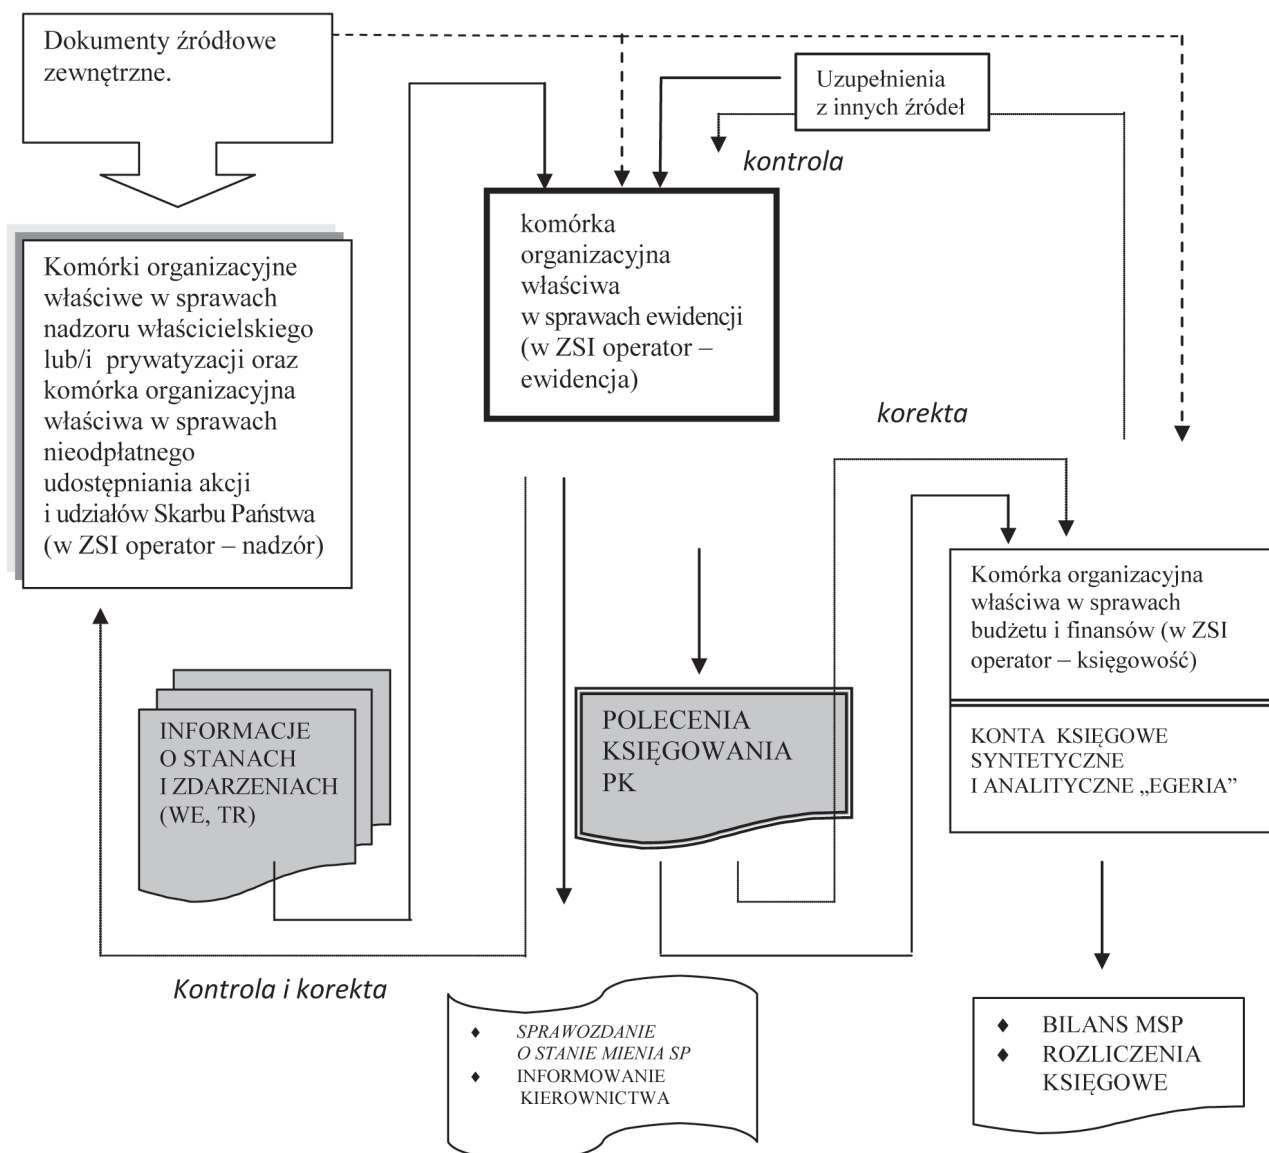 Dokumenty źródłowe
zewnętrzne.
Uzupełnienia
z innych źródeł
kontrola
komórka
organizacyjna
właściwa
w sprawach ewidencji
(w ZSI operator –
ewidencja)
Komórki organizacyjne
właściwe w sprawach
nadzoru właścicielskiego
lub/i prywatyzacji oraz
komórka organizacyjna
właściwa w sprawach
nieodpłatnego
udostępniania akcji
i udziałów Skarbu Państwa
(w ZSI operator – nadzór)
korekta
Komórka organizacyjna
właściwa w sprawach
budżetu i finansów (w ZSI
operator – księgowość)
KONTA KSIĘGOWE
SYNTETYCZNE
I ANALITYCZNE „EGERIA”
INFORMACJE
O STANACH
I ZDARZENIACH
(WE, TR)
POLECENIA
KSIĘGOWANIA
PK
Kontrola i korekta
♦ SPRAWOZDANIE
O STANIE MIENIA SP
♦ INFORMOWANIE
KIEROWNICTWA
♦ BILANS MSP
♦ ROZLICZENIA
KSIĘGOWE